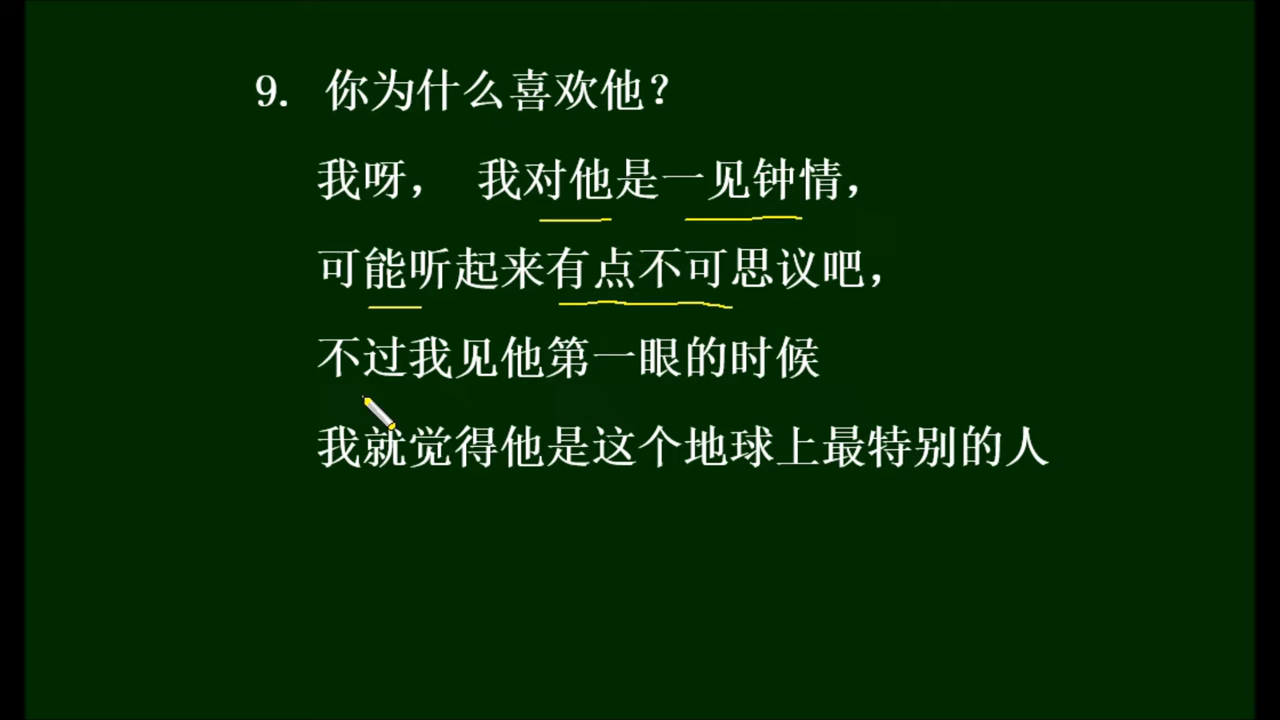 9. 你为什么喜欢他？
我呀， 我对他是一见钟情，
可能听起来有点不可思议吧，
不过我见他第一眼的时候
我就觉得他是这个地球上最特别的人